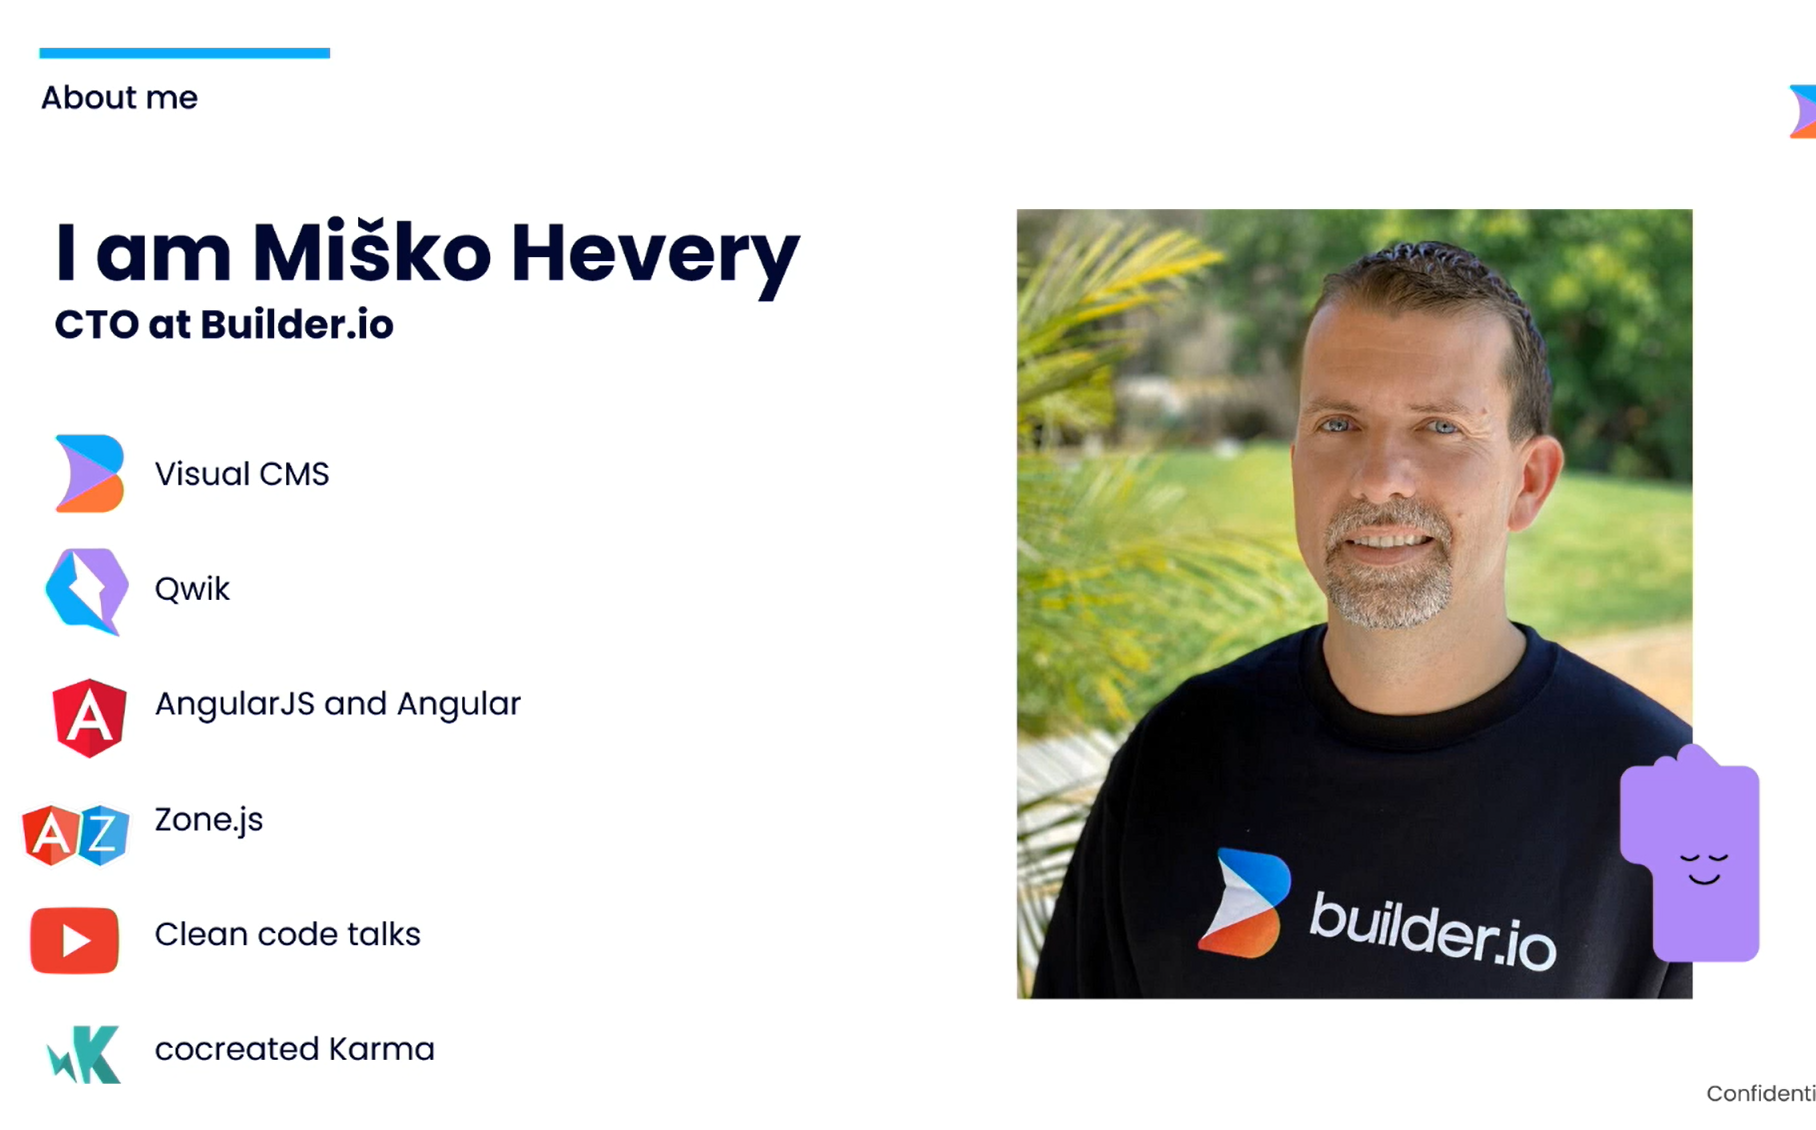 About me
I am Miško Hevery
CTO at Builder.io
Visual CMS
Qwik
A
AngularJS and Angular
A Z
Zone.js
Clean code talks
K
cocreated Karma
builder.io
Confidenti